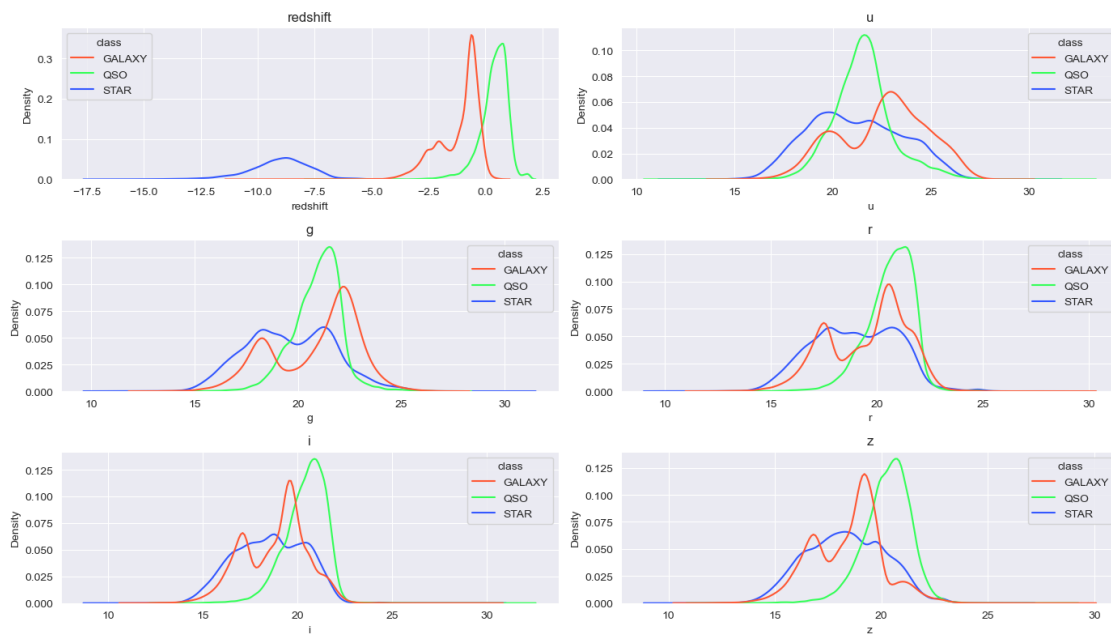 redshift
class
GALAXY
QSO
STAR
Density
0.3
0.2
0.1
0.0
−17.5 −15.0 −12.5 −10.0 −7.5 −5.0 −2.5 0.0 2.5
redshift
u
class
GALAXY
QSO
STAR
Density
0.10
0.08
0.06
0.04
0.02
0.00
10 15 20 25 30
u
g
class
GALAXY
QSO
STAR
Density
0.125
0.100
0.075
0.050
0.025
0.000
10 15 20 25 30
g
r
class
GALAXY
QSO
STAR
Density
0.125
0.100
0.075
0.050
0.025
0.000
10 15 20 25 30
r
i
class
GALAXY
QSO
STAR
Density
0.125
0.100
0.075
0.050
0.025
0.000
10 15 20 25 30
i
z
class
GALAXY
QSO
STAR
Density
0.125
0.100
0.075
0.050
0.025
0.000
10 15 20 25 30
z